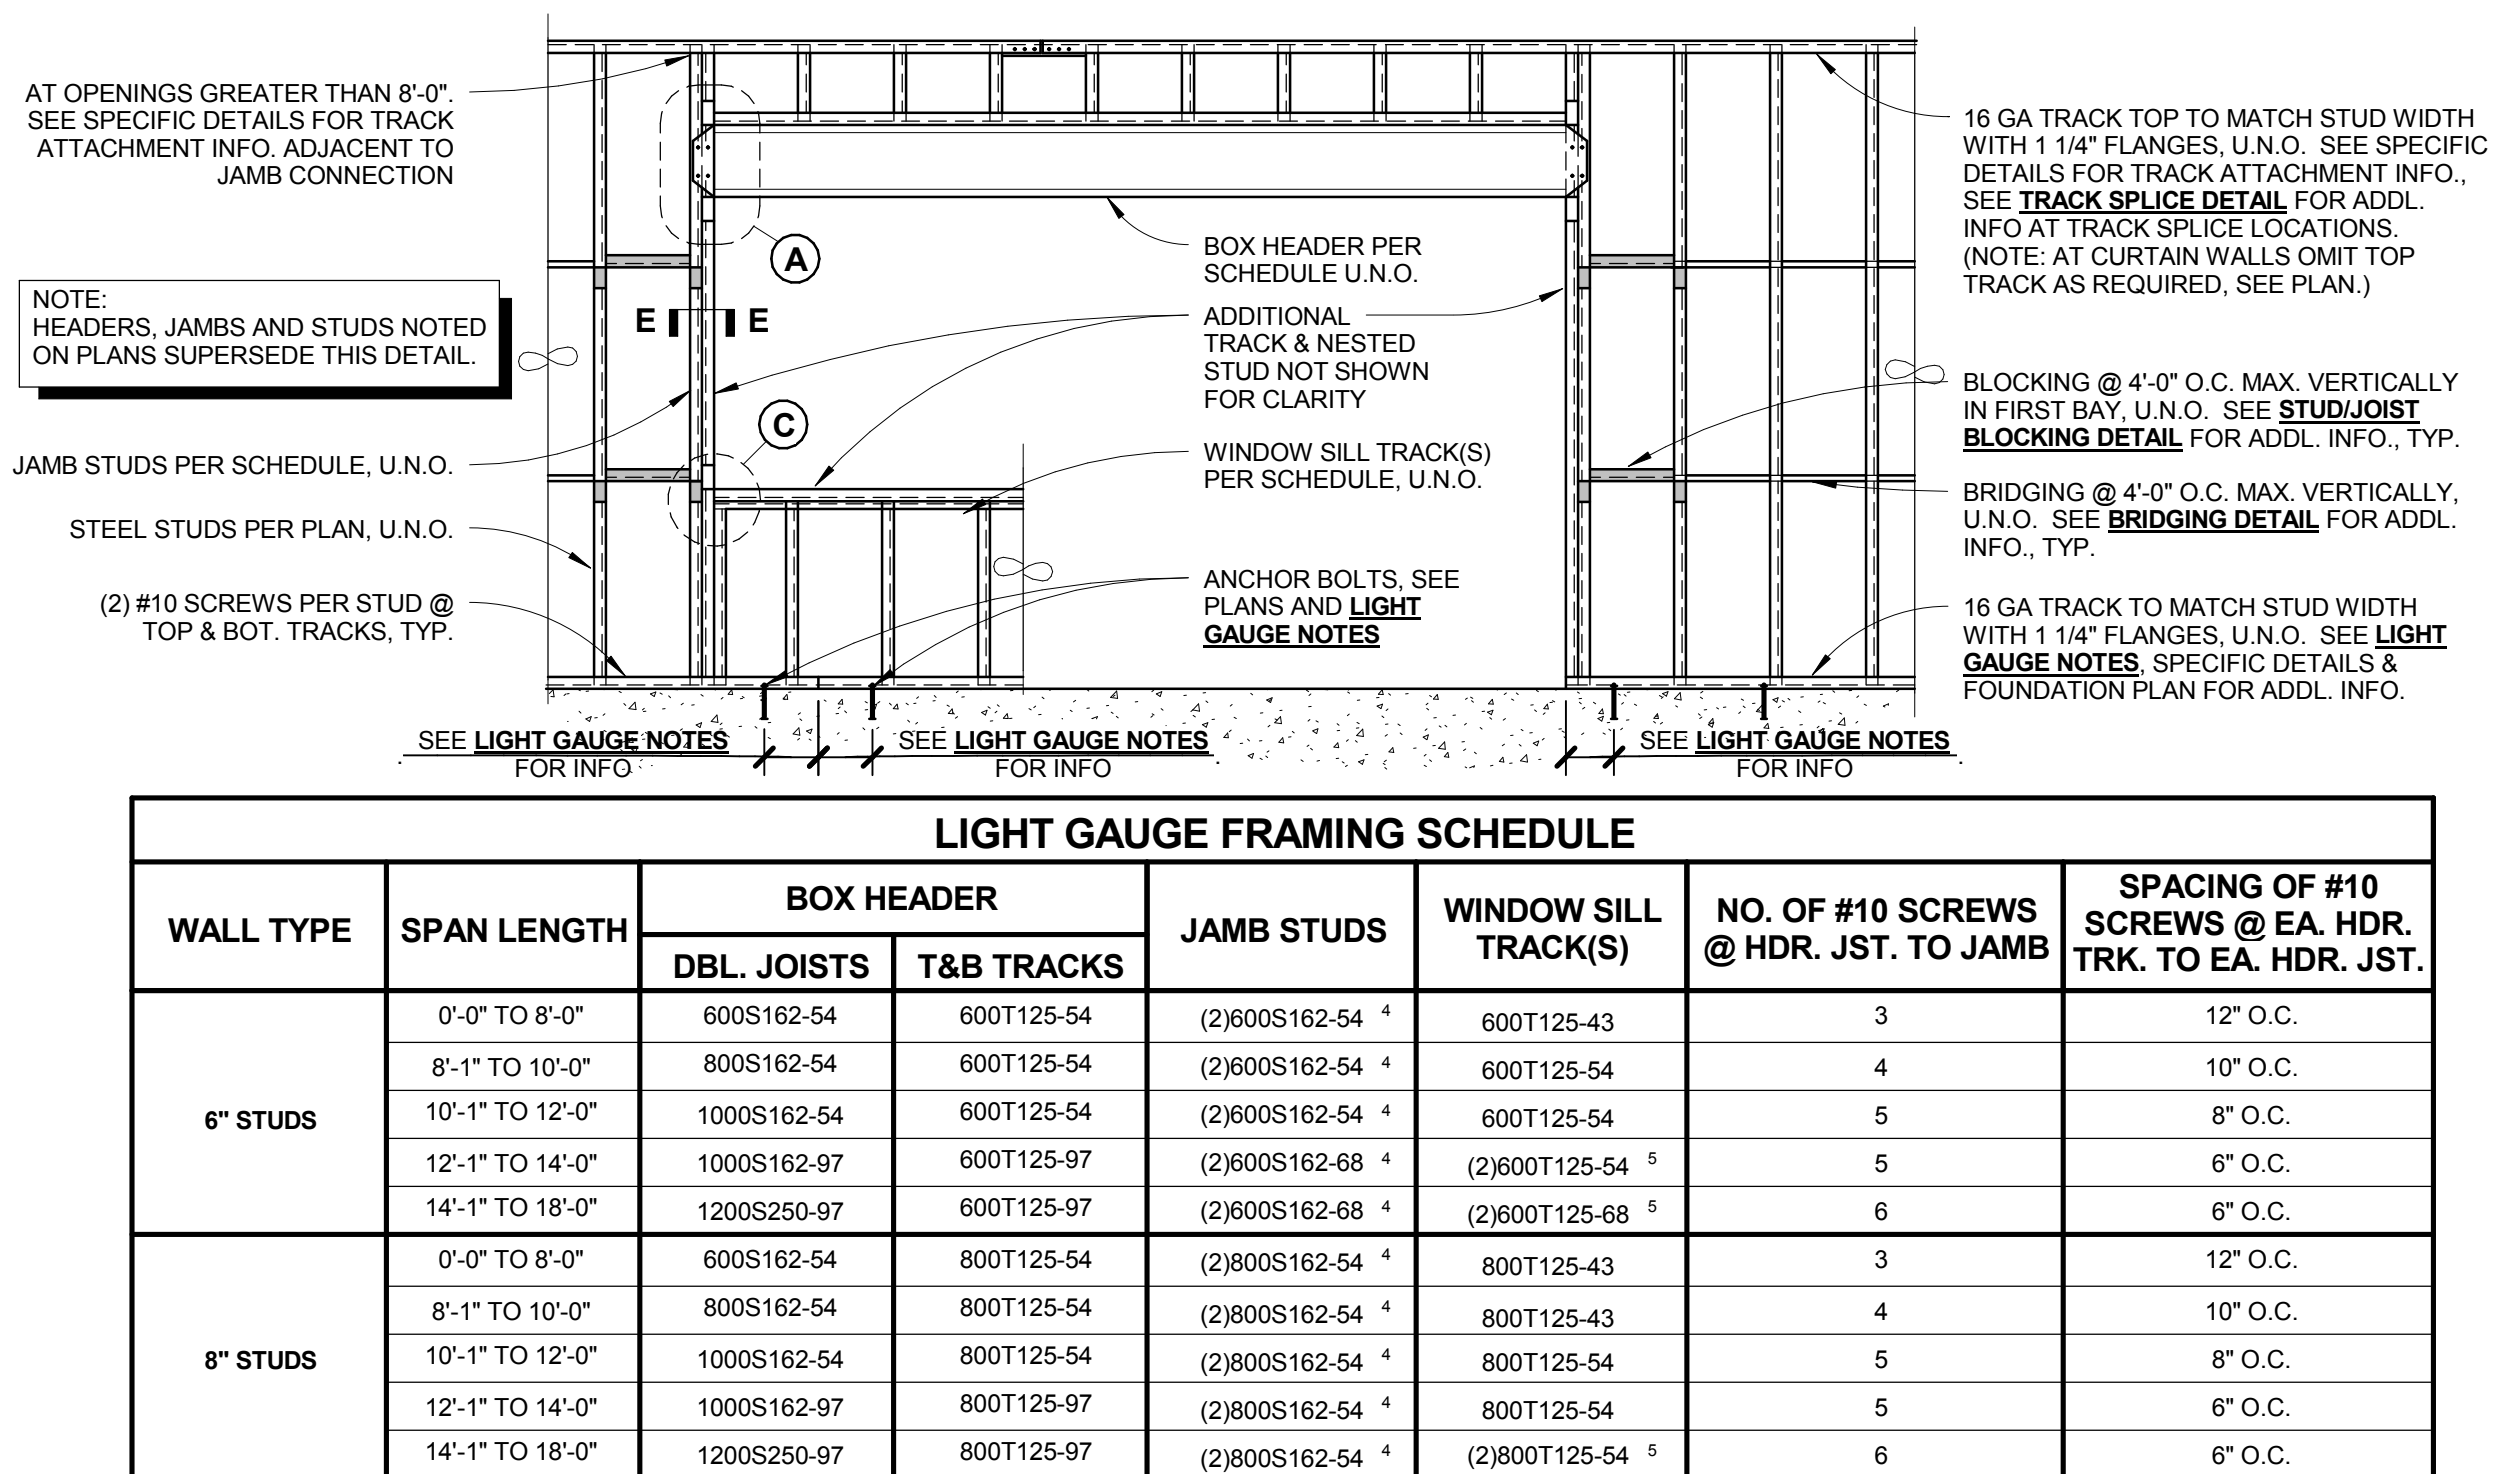 AT OPENINGS GREATER THAN 8'-0".
SEE SPECIFIC DETAILS FOR TRACK
ATTACHMENT INFO. ADJACENT TO
JAMB CONNECTION
NOTE:
HEADERS, JAMBS AND STUDS NOTED
ON PLANS SUPERSEDE THIS DETAIL.
JAMB STUDS PER SCHEDULE, U.N.O.
STEEL STUDS PER PLAN, U.N.O.
(2) #10 SCREWS PER STUD @
TOP & BOT. TRACKS, TYP.
A
E E
C
BOX HEADER PER
SCHEDULE U.N.O.
ADDITIONAL
TRACK & NESTED
STUD NOT SHOWN
FOR CLARITY
WINDOW SILL TRACK(S)
PER SCHEDULE, U.N.O.
ANCHOR BOLTS, SEE
PLANS AND LIGHT
GAUGE NOTES
16 GA TRACK TOP TO MATCH STUD WIDTH
WITH 1 1/4" FLANGES, U.N.O. SEE SPECIFIC
DETAILS FOR TRACK ATTACHMENT INFO.,
SEE TRACK SPLICE DETAIL FOR ADDL.
INFO AT TRACK SPLICE LOCATIONS.
(NOTE: AT CURTAIN WALLS OMIT TOP
TRACK AS REQUIRED, SEE PLAN.)
BLOCKING @ 4'-0" O.C. MAX. VERTICALLY
IN FIRST BAY, U.N.O. SEE STUD/JOIST
BLOCKING DETAIL FOR ADDL. INFO., TYP.
BRIDGING @ 4'-0" O.C. MAX. VERTICALLY,
U.N.O. SEE BRIDGING DETAIL FOR ADDL.
INFO., TYP.
16 GA TRACK TO MATCH STUD WIDTH
WITH 1 1/4" FLANGES, U.N.O. SEE LIGHT
GAUGE NOTES, SPECIFIC DETAILS &
FOUNDATION PLAN FOR ADDL. INFO.
SEE LIGHT GAUGE NOTES
FOR INFO
SEE LIGHT GAUGE NOTES
FOR INFO
SEE LIGHT GAUGE NOTES
FOR INFO
LIGHT GAUGE FRAMING SCHEDULE
WALL TYPE
SPAN LENGTH
BOX HEADER
DBL. JOISTS
T&B TRACKS
JAMB STUDS
WINDOW SILL
TRACK(S)
NO. OF #10 SCREWS
@ HDR. JST. TO JAMB
SPACING OF #10
SCREWS @ EA. HDR.
TRK. TO EA. HDR. JST.
6" STUDS
0'-0" TO 8'-0" 600S162-54 600T125-54 (2)600S162-54 4 600T125-43 3 12" O.C.
8'-1" TO 10'-0" 800S162-54 600T125-54 (2)600S162-54 4 600T125-54 4 10" O.C.
10'-1" TO 12'-0" 1000S162-54 600T125-54 (2)600S162-54 4 600T125-54 5 8" O.C.
12'-1" TO 14'-0" 1000S162-97 600T125-97 (2)600S162-68 4 (2)600T125-54 5 5 6" O.C.
14'-1" TO 18'-0" 1200S250-97 600T125-97 (2)600S162-68 4 (2)600T125-68 5 6 6" O.C.
8" STUDS
0'-0" TO 8'-0" 600S162-54 800T125-54 (2)800S162-54 4 800T125-43 3 12" O.C.
8'-1" TO 10'-0" 800S162-54 800T125-54 (2)800S162-54 4 800T125-43 4 10" O.C.
10'-1" TO 12'-0" 1000S162-54 800T125-54 (2)800S162-54 4 800T125-54 5 8" O.C.
12'-1" TO 14'-0" 1000S162-97 800T125-97 (2)800S162-54 4 800T125-54 5 6" O.C.
14'-1" TO 18'-0" 1200S250-97 800T125-97 (2)800S162-54 4 (2)800T125-54 5 6 6" O.C.